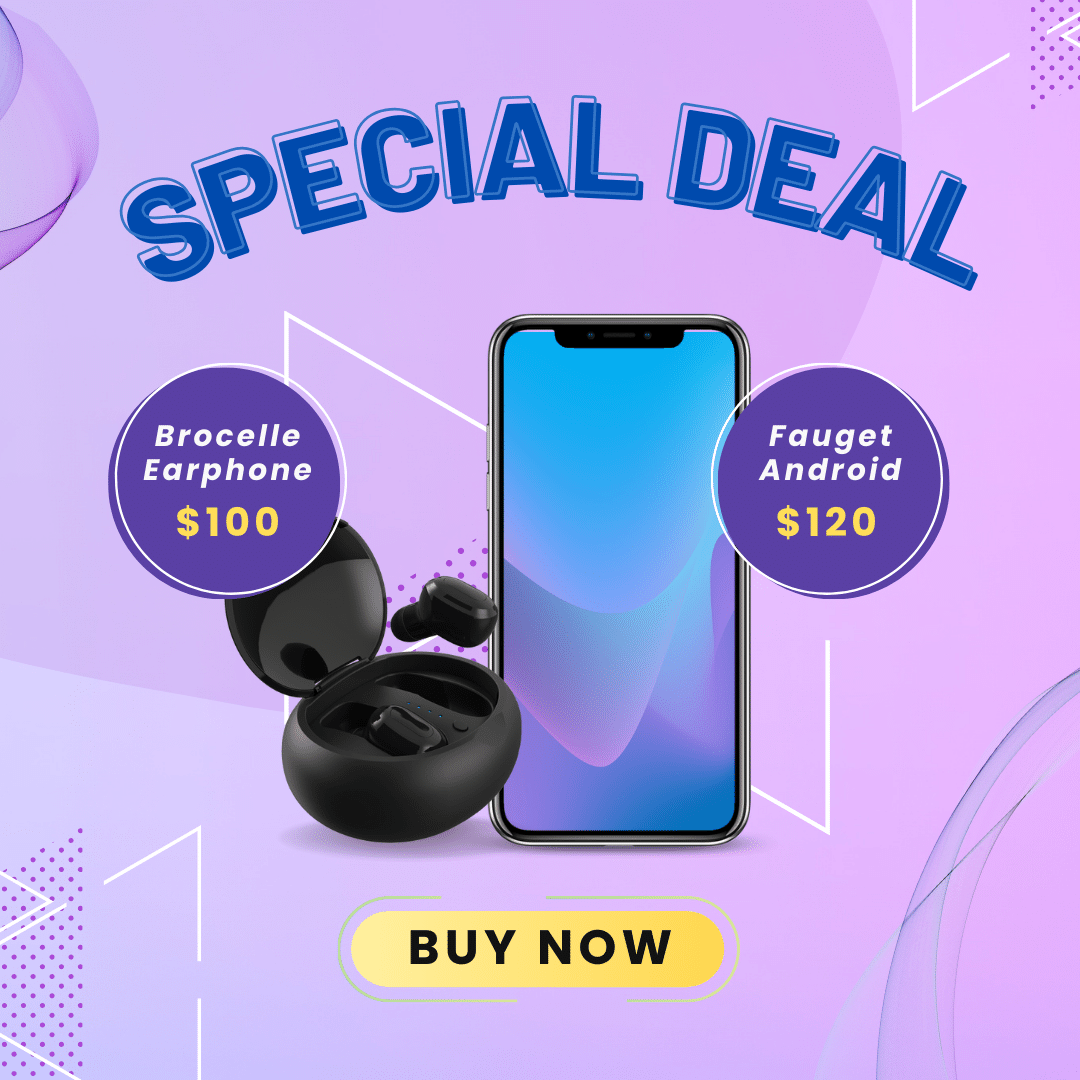 SPECIAL DEAL
Brocelle
Earphone
$100
Fauget
Android
$120
BUY NOW